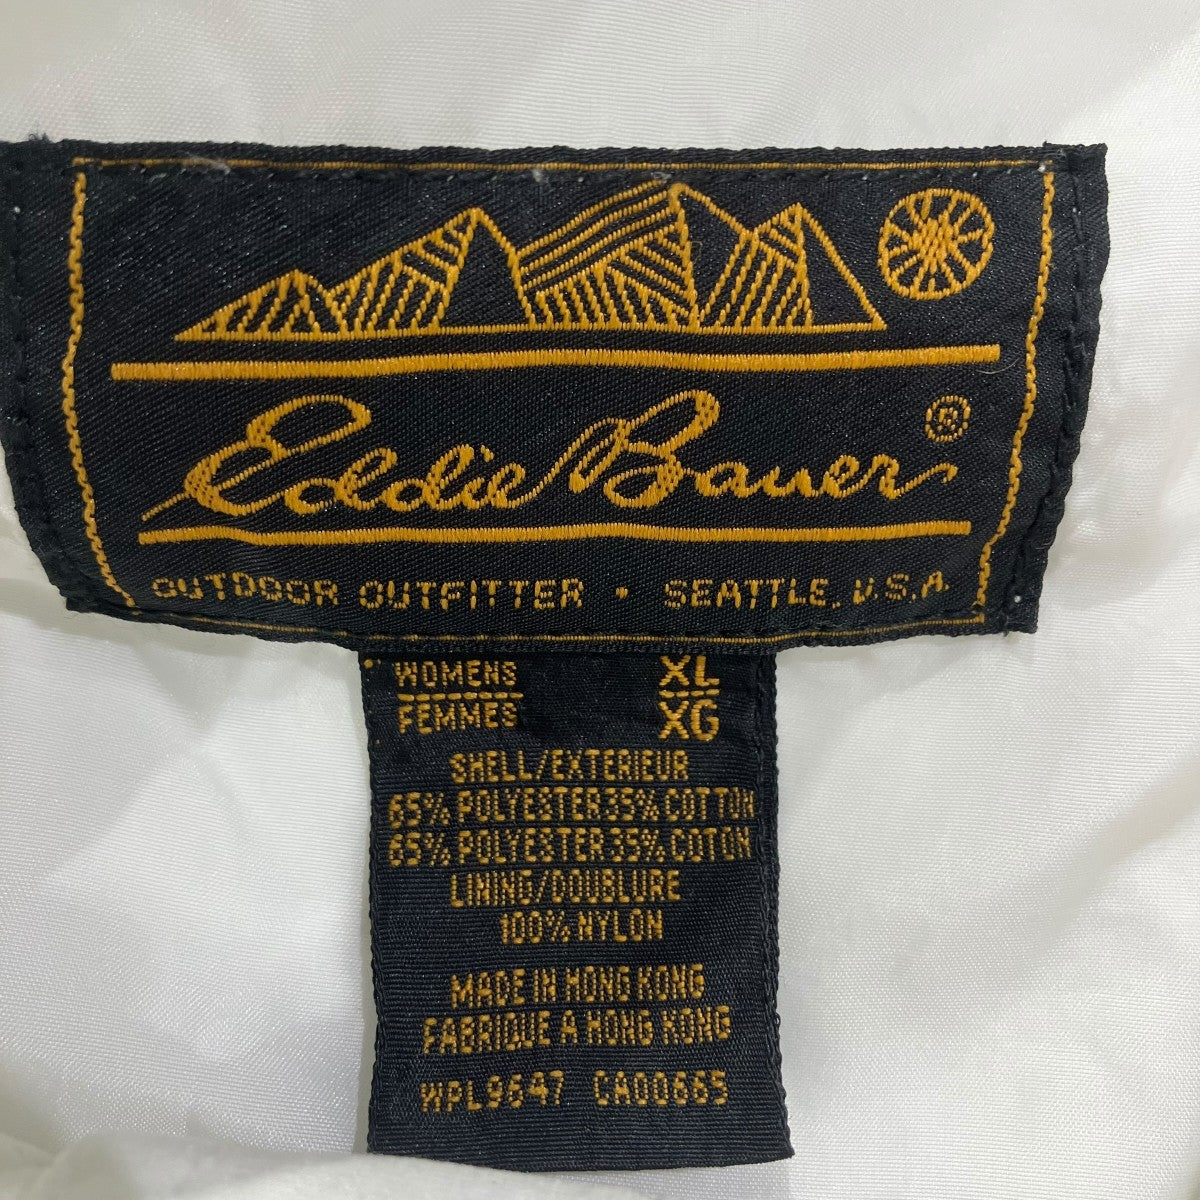 Eddie Bauer ®
OUTDOOR OUTFITTER · SEATTLE, U.S.A.
WOMENS XL
FEMMES XG
SHELL/EXTERIEUR
65% POLYESTER 35% COTTON
65% POLYESTER 35% COTON
LINING/DOUBLURE
100% NYLON
MADE IN HONG KONG
FABRIQUE A HONG KONG
WPL9647 CA00665